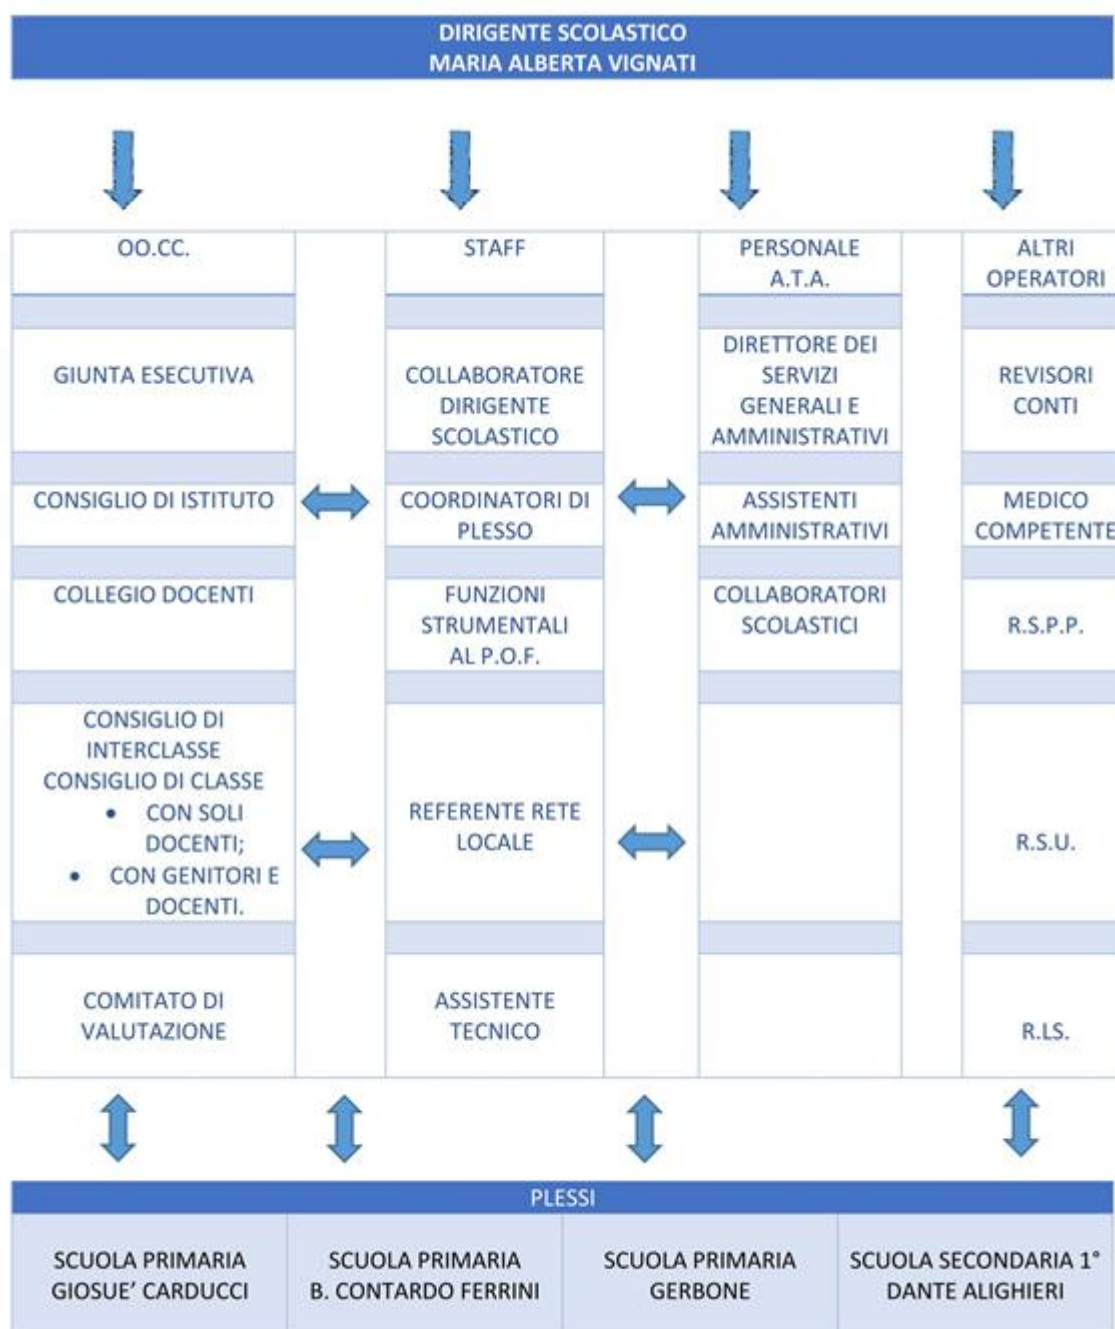 DIRIGENTE SCOLASTICO
MARIA ALBERTA VIGNATI
OO.CC.
STAFF
PERSONALE
A.T.A.
ALTRI
OPERATORI
GIUNTA ESECUTIVA
COLLABORATORE
DIRIGENTE
SCOLASTICO
DIRETTORE DEI
SERVIZI
GENERALI E
AMMINISTRATIVI
REVISORI
CONTI
CONSIGLIO DI ISTITUTO
COORDINATORI DI
PLESSO
ASSISTENTI
AMMINISTRATIVI
MEDICO
COMPETENTE
COLLEGIO DOCENTI
FUNZIONI
STRUMENTALI
AL P.O.F.
COLLABORATORI
SCOLASTICI
R.S.P.P.
CONSIGLIO DI
INTERCLASSE
CONSIGLIO DI CLASSE
• CON SOLI
DOCENTI;
• CON GENITORI E
DOCENTI.
REFERENTE RETE
LOCALE
R.S.U.
COMITATO DI
VALUTAZIONE
ASSISTENTE
TECNICO
R.LS.
PLESSI
SCUOLA PRIMARIA
GIOSUE’ CARDUCCI
SCUOLA PRIMARIA
B. CONTARDO FERRINI
SCUOLA PRIMARIA
GERBONE
SCUOLA SECONDARIA 1°
DANTE ALIGHIERI